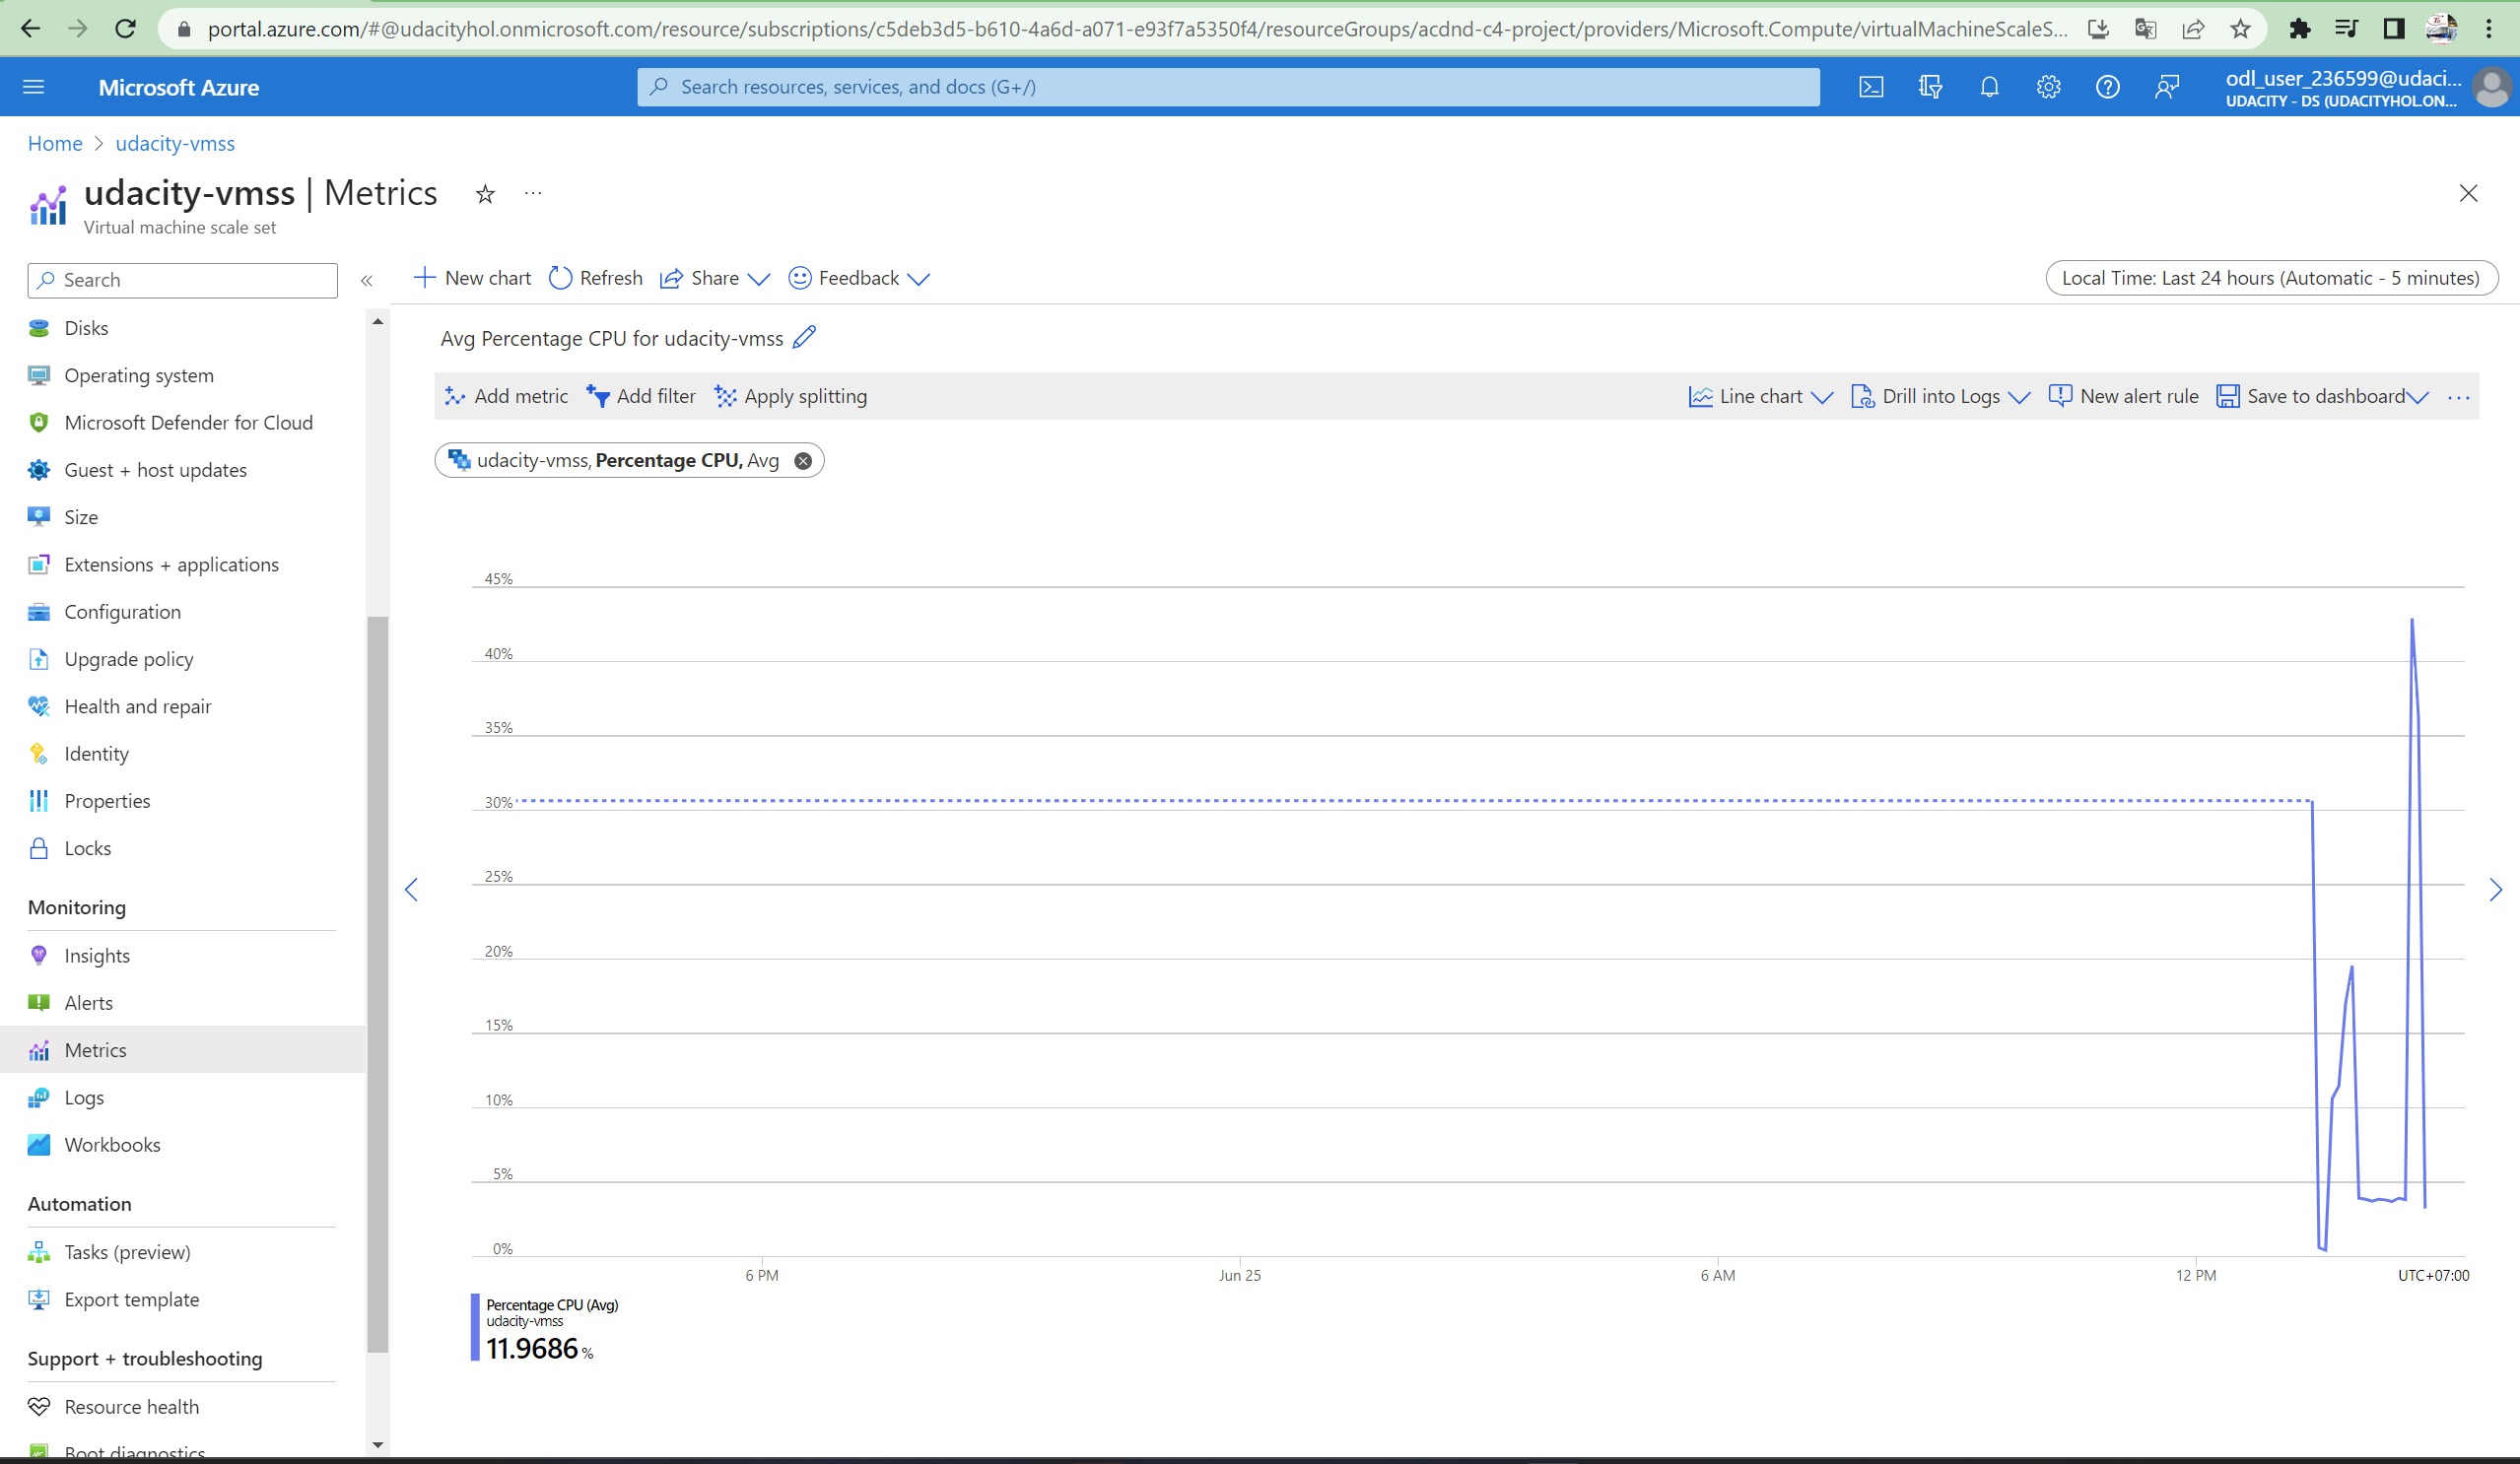 portal.azure.com/#@udacityhol.onmicrosoft.com/resource/subscriptions/c5deb3d5-b610-4a6d-a071-e93f7a5350f4/resourceGroups/acdnd-c4-project/providers/Microsoft.Compute/virtualMachineScaleS...
Microsoft Azure
Search resources, services, and docs (G+/)
odl_user_236599@udaci...
UDACITY - DS (UDACITYHOL.ON...
Home > udacity-vmss
udacity-vmss | Metrics
Virtual machine scale set
Search
New chart Refresh Share Feedback
Local Time: Last 24 hours (Automatic - 5 minutes)
Disks
Operating system
Microsoft Defender for Cloud
Guest + host updates
Size
Extensions + applications
Configuration
Upgrade policy
Health and repair
Identity
Properties
Locks
Monitoring
Insights
Alerts
Metrics
Logs
Workbooks
Automation
Tasks (preview)
Export template
Support + troubleshooting
Resource health
Boot diagnostics
Avg Percentage CPU for udacity-vmss
Add metric Add filter Apply splitting
Line chart Drill into Logs New alert rule Save to dashboard
udacity-vmss, Percentage CPU, Avg
45%
40%
35%
30%
25%
20%
15%
10%
5%
0%
6 PM Jun 25 6 AM 12 PM UTC+07:00
Percentage CPU (Avg)
udacity-vmss
11.9686 %